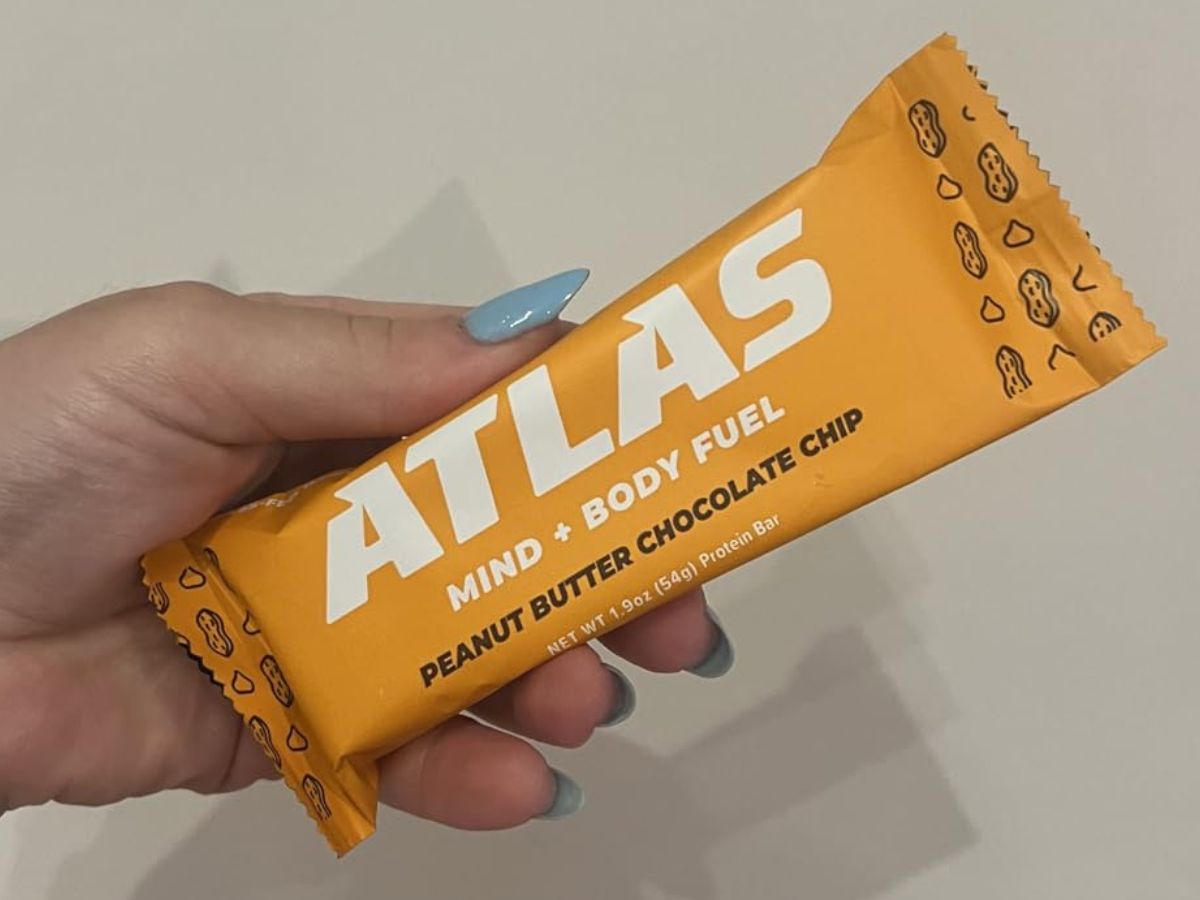 ATLAS
MIND + BODY FUEL
PEANUT BUTTER CHOCOLATE CHIP
NET WT 1.9oz (54g) Protein Bar